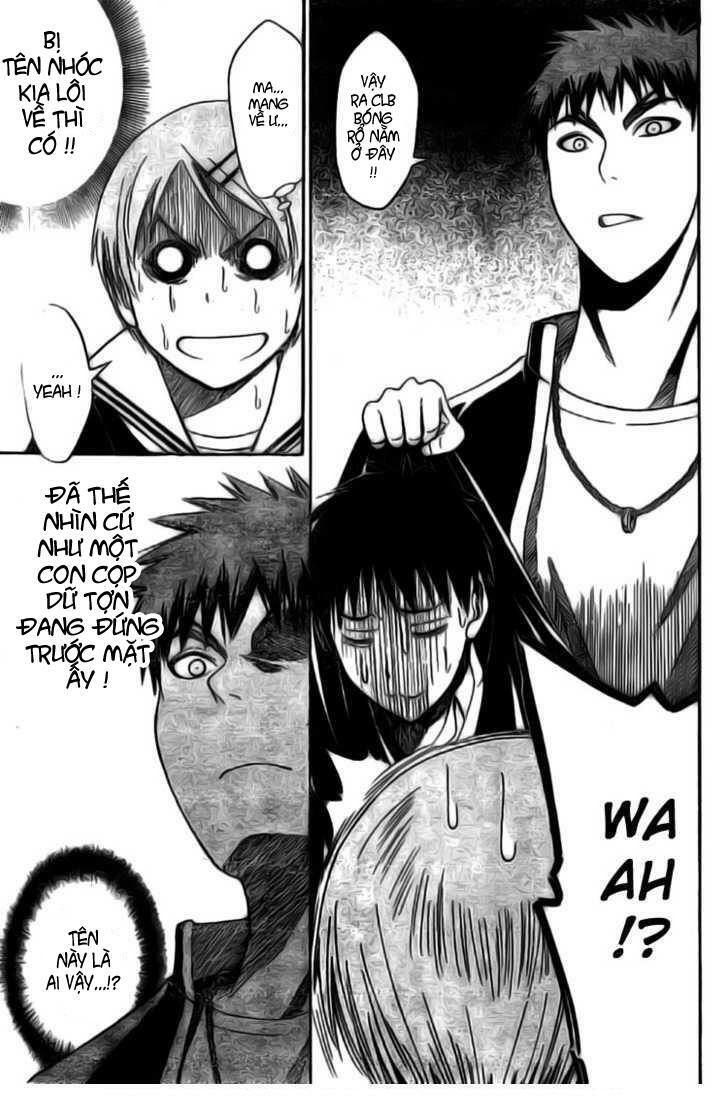 VẬY
RA CLB
BÓNG
RỔ NẰM
Ở ĐÂY
!!
WA
AH
!?
MA...
MANG
VỀ Ư...
BỊ
TÊN NHÓC
KIA LÔI
VỀ THÌ
CÓ !!
...
YEAH !
ĐÃ THẾ
NHÌN CỨ
NHƯ MỘT
CON CỌP
DỮ TỢN
ĐANG ĐỨNG
TRƯỚC MẶT
ẤY !
TÊN
NÀY LÀ
AI VẬY...!?